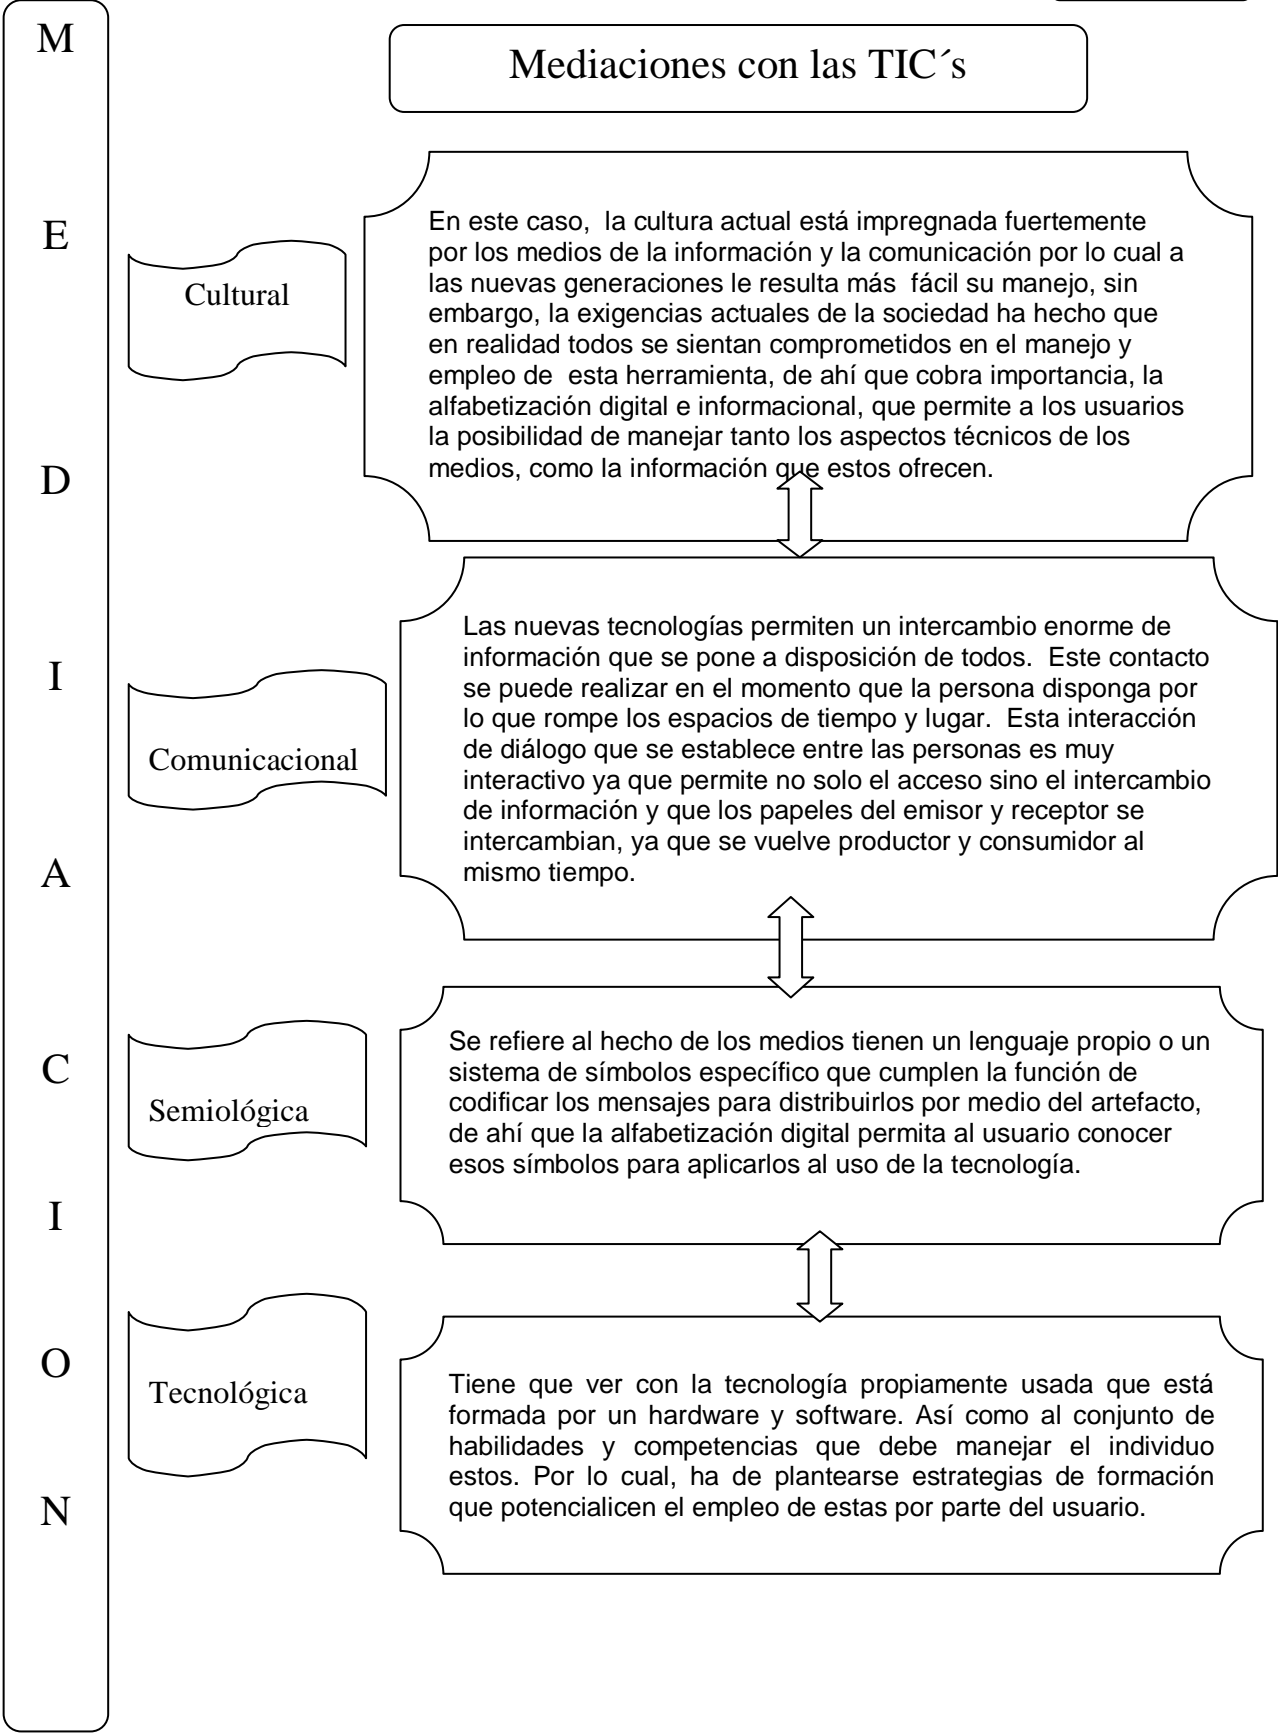 M
E
D
I
A
C
I
O
N
Mediaciones con las TIC´s
Cultural
En este caso,  la cultura actual está impregnada fuertemente
por los medios de la información y la comunicación por lo cual a
las nuevas generaciones le resulta más  fácil su manejo, sin
embargo, la exigencias actuales de la sociedad ha hecho que
en realidad todos se sientan comprometidos en el manejo y
empleo de  esta herramienta, de ahí que cobra importancia, la
alfabetización digital e informacional, que permite a los usuarios
la posibilidad de manejar tanto los aspectos técnicos de los
medios, como la información que estos ofrecen.
Comunicacional
Las nuevas tecnologías permiten un intercambio enorme de
información que se pone a disposición de todos.  Este contacto
se puede realizar en el momento que la persona disponga por
lo que rompe los espacios de tiempo y lugar.  Esta interacción
de diálogo que se establece entre las personas es muy
interactivo ya que permite no solo el acceso sino el intercambio
de información y que los papeles del emisor y receptor se
intercambian, ya que se vuelve productor y consumidor al
mismo tiempo.
Semiológica
Se refiere al hecho de los medios tienen un lenguaje propio o un
sistema de símbolos específico que cumplen la función de
codificar los mensajes para distribuirlos por medio del artefacto,
de ahí que la alfabetización digital permita al usuario conocer
esos símbolos para aplicarlos al uso de la tecnología.
Tecnológica
Tiene que ver con la tecnología propiamente usada que está
formada por un hardware y software. Así como al conjunto de
habilidades y competencias que debe manejar el individuo
estos. Por lo cual, ha de plantearse estrategias de formación
que potencialicen el empleo de estas por parte del usuario.